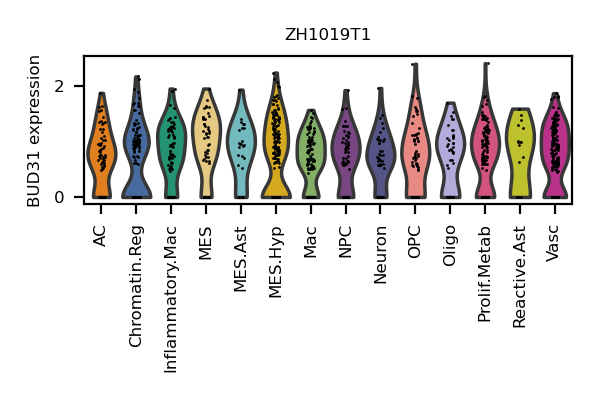 ZH1019T1
BUD31 expression
2
0
AC
Chromatin.Reg
Inflammatory.Mac
MES
MES.Ast
MES.Hyp
Mac
NPC
Neuron
OPC
Oligo
Prolif.Metab
Reactive.Ast
Vasc